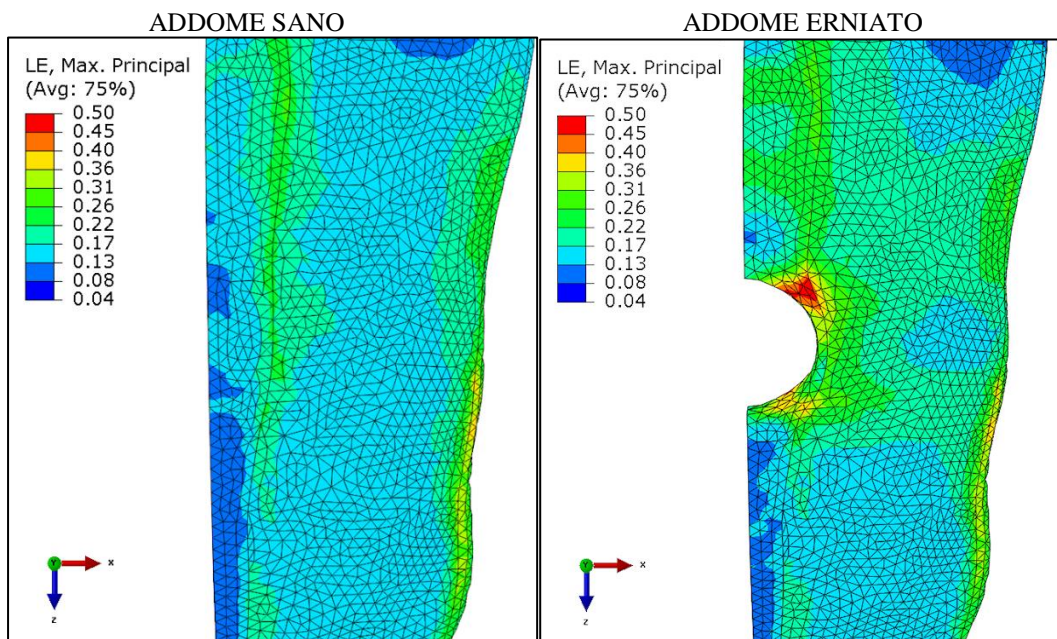 ADDOME SANO
ADDOME ERNIATO
LE, Max. Principal
(Avg: 75%)
0.50
0.45
0.40
0.36
0.31
0.26
0.22
0.17
0.13
0.08
0.04
Y
x
z
LE, Max. Principal
(Avg: 75%)
0.50
0.45
0.40
0.36
0.31
0.26
0.22
0.17
0.13
0.08
0.04
Y
x
z